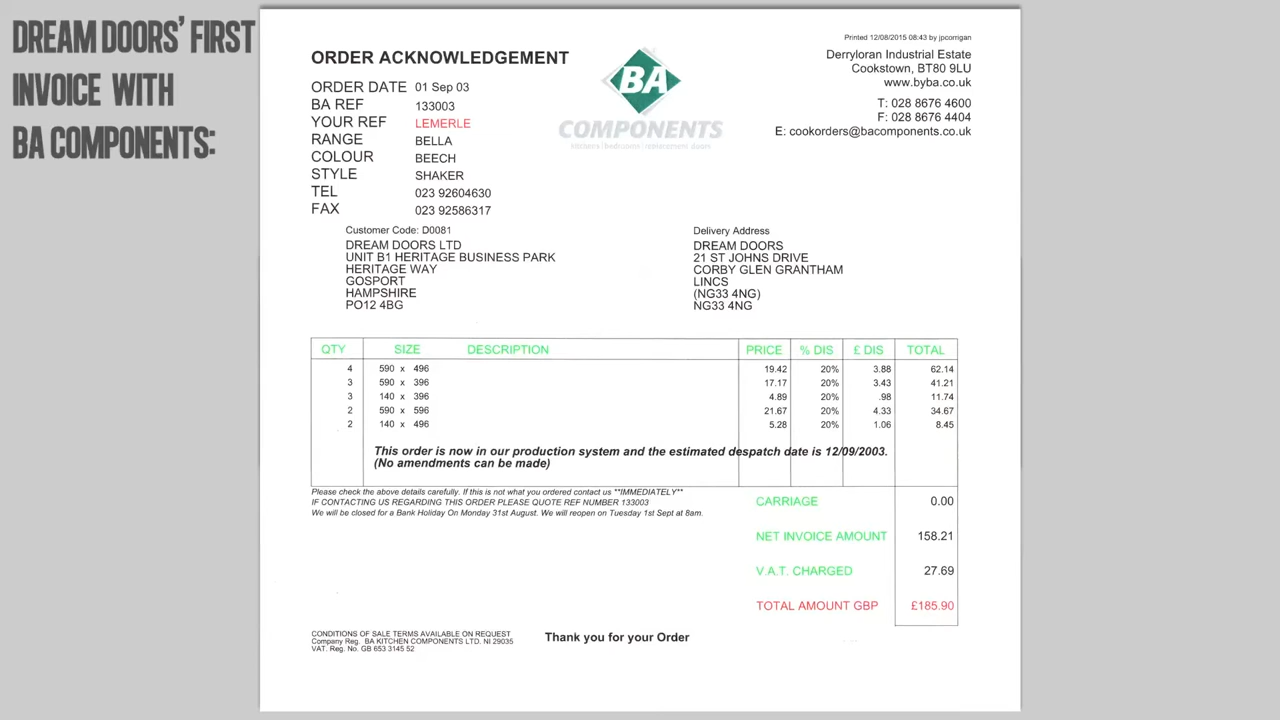 DREAM DOORS' FIRST
INVOICE WITH
BA COMPONENTS:
Printed 12/08/2015 08:43 by jpcorrigan
ORDER ACKNOWLEDGEMENT
ORDER DATE 01 Sep 03
BA REF 133003
YOUR REF LEMERLE
RANGE BELLA
COLOUR BEECH
STYLE SHAKER
TEL 023 92604630
FAX 023 92586317
BA
COMPONENTS
kitchens | bedrooms | replacement doors
Derryloran Industrial Estate
Cookstown, BT80 9LU
www.byba.co.uk
T: 028 8676 4600
F: 028 8676 4404
E: cookorders@bacomponents.co.uk
Customer Code: D0081
DREAM DOORS LTD
UNIT B1 HERITAGE BUSINESS PARK
HERITAGE WAY
GOSPORT
HAMPSHIRE
PO12 4BG
Delivery Address
DREAM DOORS
21 ST JOHNS DRIVE
CORBY GLEN GRANTHAM
LINCS
(NG33 4NG)
NG33 4NG
QTY SIZE DESCRIPTION PRICE % DIS £ DIS TOTAL
4 590 x 496 19.42 20% 3.88 62.14
3 590 x 396 17.17 20% 3.43 41.21
3 140 x 396 4.89 20% .98 11.74
2 590 x 596 21.67 20% 4.33 34.67
2 140 x 496 5.28 20% 1.06 8.45
This order is now in our production system and the estimated despatch date is 12/09/2003.
(No amendments can be made)
Please check the above details carefully. If this is not what you ordered contact us **IMMEDIATELY**
IF CONTACTING US REGARDING THIS ORDER PLEASE QUOTE REF NUMBER 133003
We will be closed for a Bank Holiday On Monday 31st August. We will reopen on Tuesday 1st Sept at 8am.
CARRIAGE 0.00
NET INVOICE AMOUNT 158.21
V.A.T. CHARGED 27.69
TOTAL AMOUNT GBP £185.90
CONDITIONS OF SALE TERMS AVAILABLE ON REQUEST
Company Reg. BA KITCHEN COMPONENTS LTD. NI 29035
VAT. Reg. No. GB 653 3145 52
Thank you for your Order